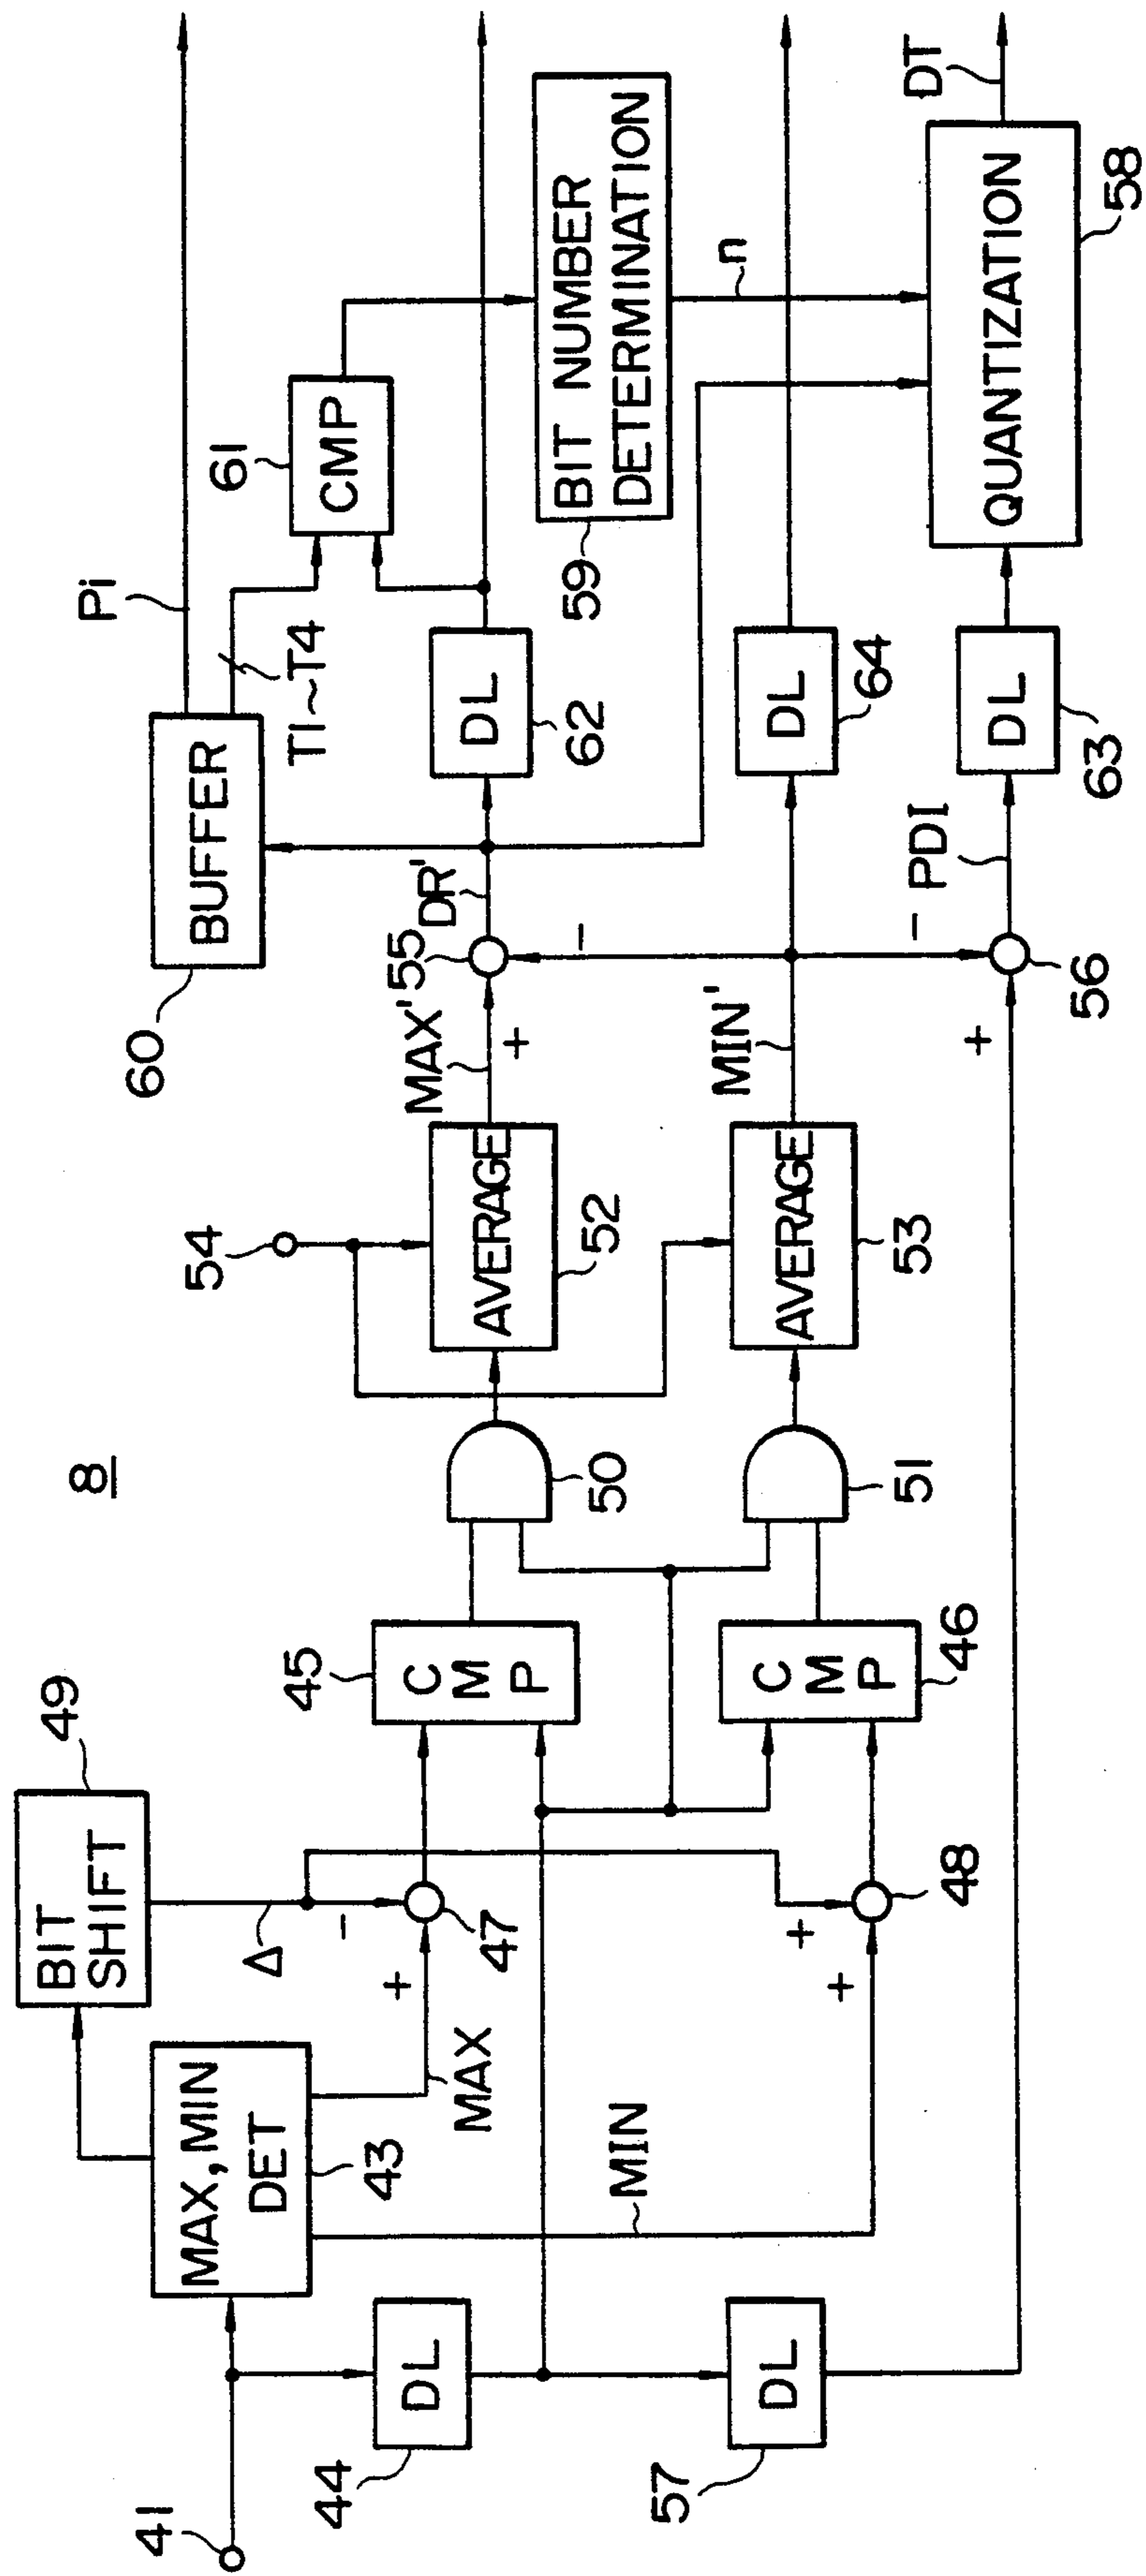 8
41
MAX, MIN
DET
43
BIT
SHIFT
49
Δ
MAX
MIN
DL
44
DL
57
+
-
47
+
+
48
CMP
45
CMP
46
50
51
54
AVERAGE
52
AVERAGE
53
MAX'
+
55
-
DR'
MIN'
-
+
56
PDI
BUFFER
60
Pi
T1~T4
DL
62
DL
64
DL
63
CMP
61
BIT NUMBER
DETERMINATION
59
n
QUANTIZATION
58
DT